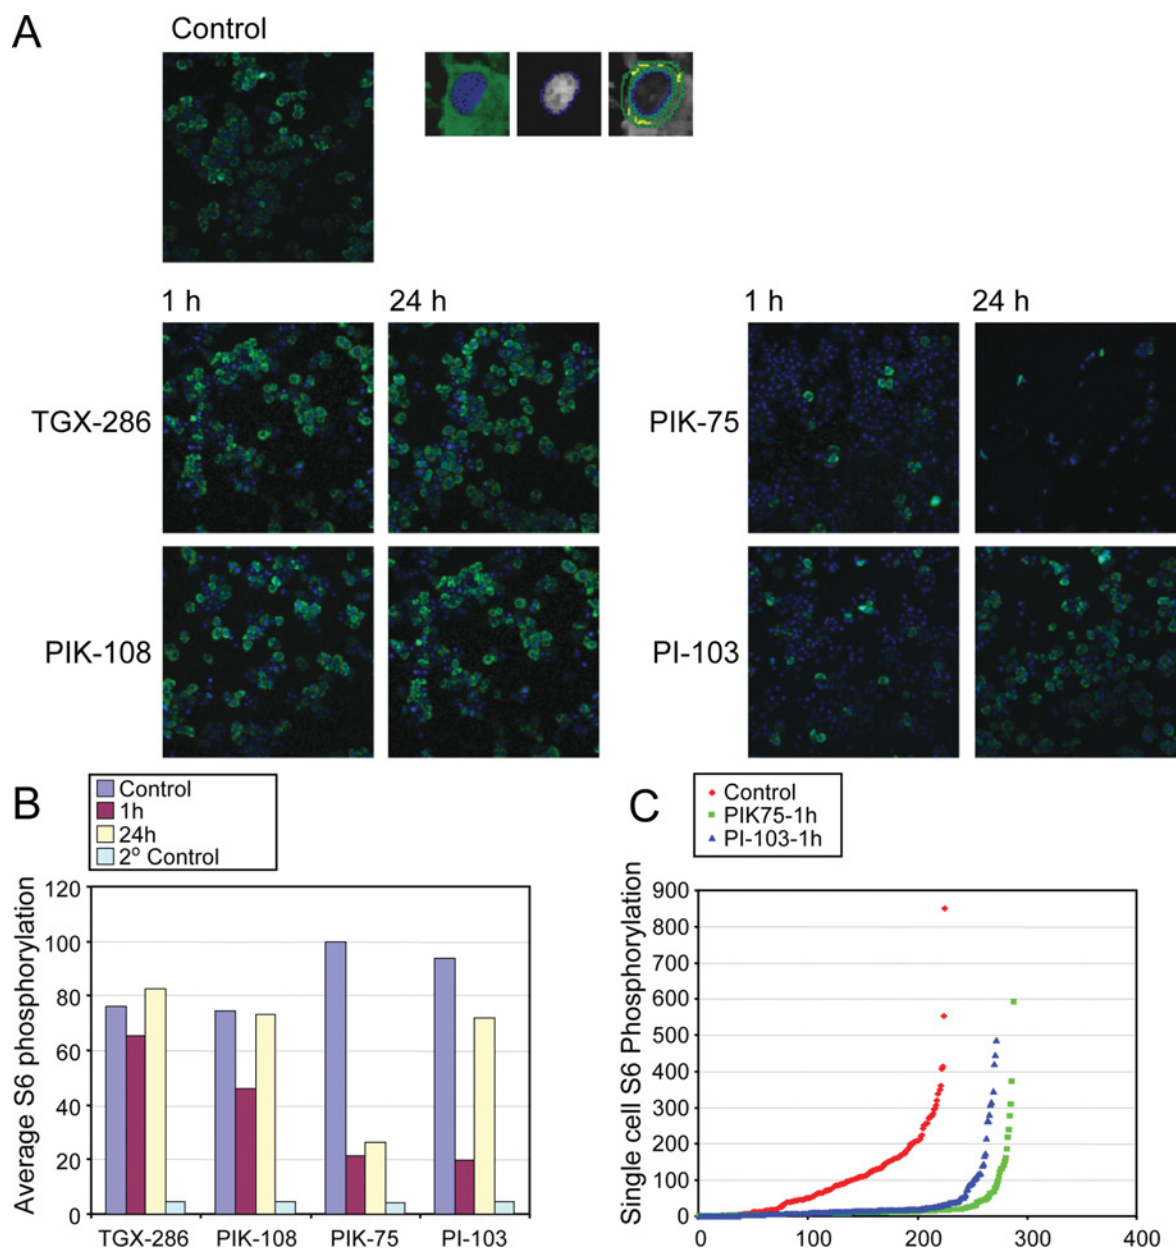 A
Control
1 h
24 h
1 h
24 h
TGX-286
PIK-75
PIK-108
PI-103
B
Control
1h
24h
2º Control
Average S6 phosphorylation
120
100
80
60
40
20
0
TGX-286
PIK-108
PIK-75
PI-103
C
Control
PIK75-1h
PI-103-1h
Single cell S6 Phosphorylation
900
800
700
600
500
400
300
200
100
0
0
100
200
300
400